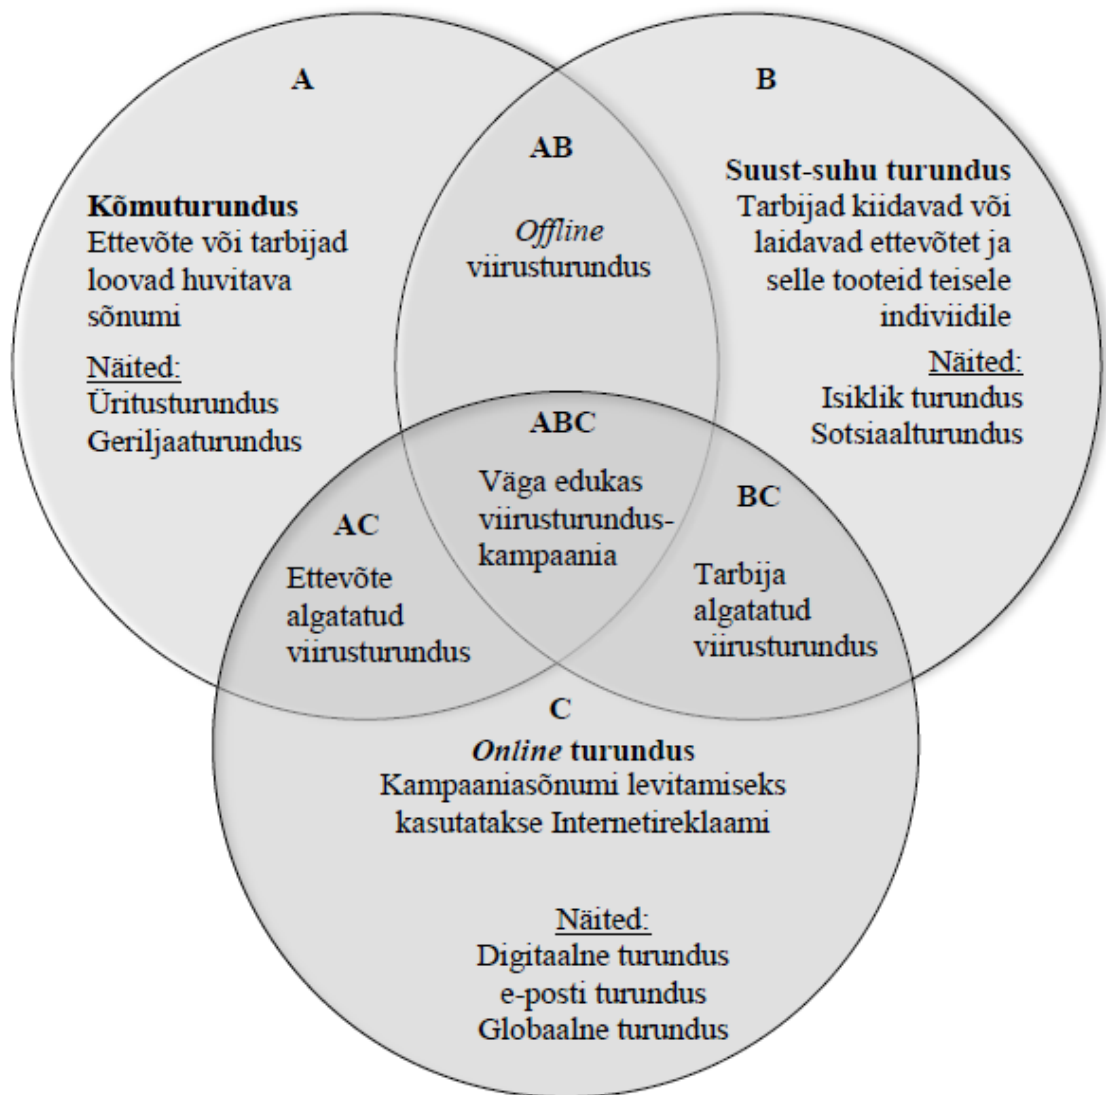 A
Kõmuturundus
Ettevõte või tarbijad
loovad huvitava
sõnumi
Näited:
Üritusturundus
Geriljaaturundus
AB
Offline
viirusturundus
B
Suust-suhu turundus
Tarbijad kiidavad või
laidavad ettevõtet ja
selle tooteid teisele
indiviidile
Näited:
Isiklik turundus
Sotsiaalturundus
ABC
Väga edukas
viirusturundus-
kampaania
AC
Ettevõte
algatatud
viirusturundus
BC
Tarbija
algatatud
viirusturundus
C
Online turundus
Kampaaniasõnumi levitamiseks
kasutatakse Internetireklaami
Näited:
Digitaalne turundus
e-posti turundus
Globaalne turundus